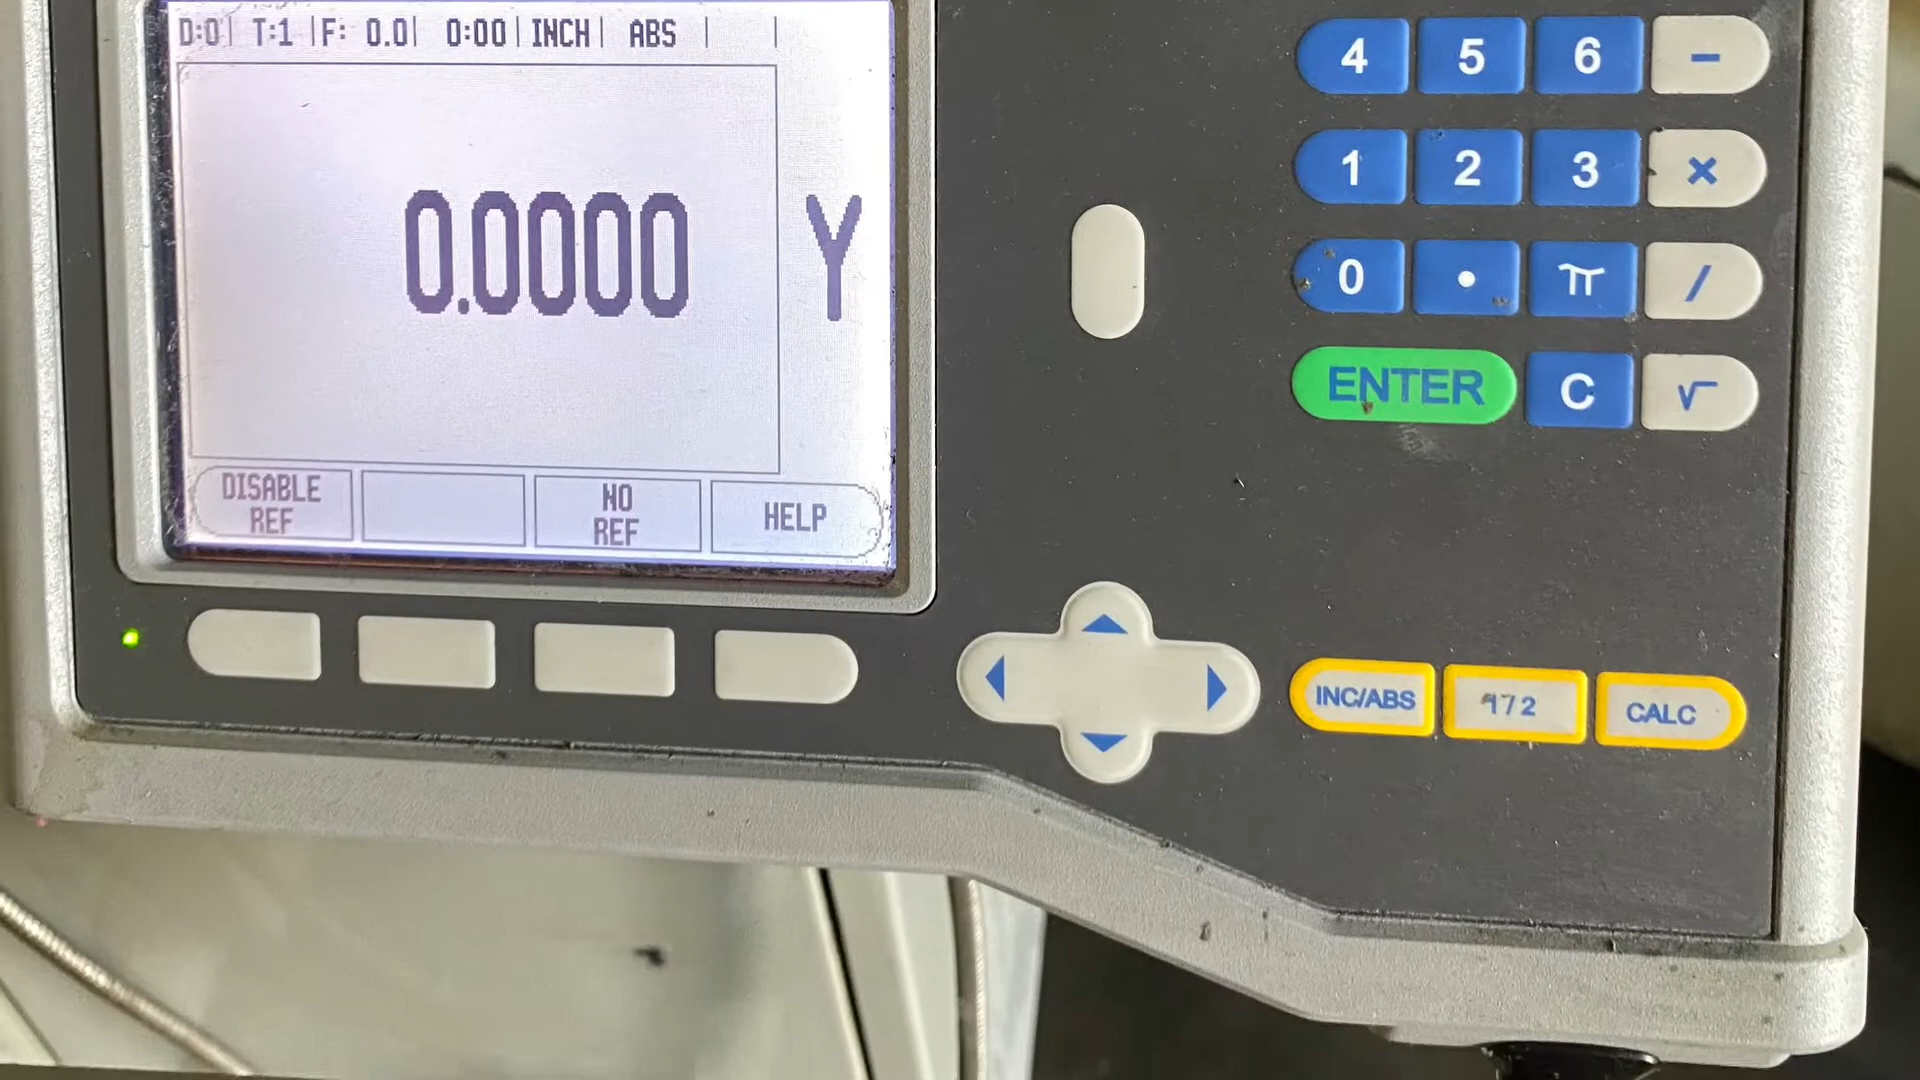 D:0 T:1 F: 0.0 0:00 INCH ABS
0.0000 Y
DISABLE REF
NO REF
HELP
4 5 6 -
1 2 3 ×
0 . π /
ENTER C √
INC/ABS 1/2 CALC